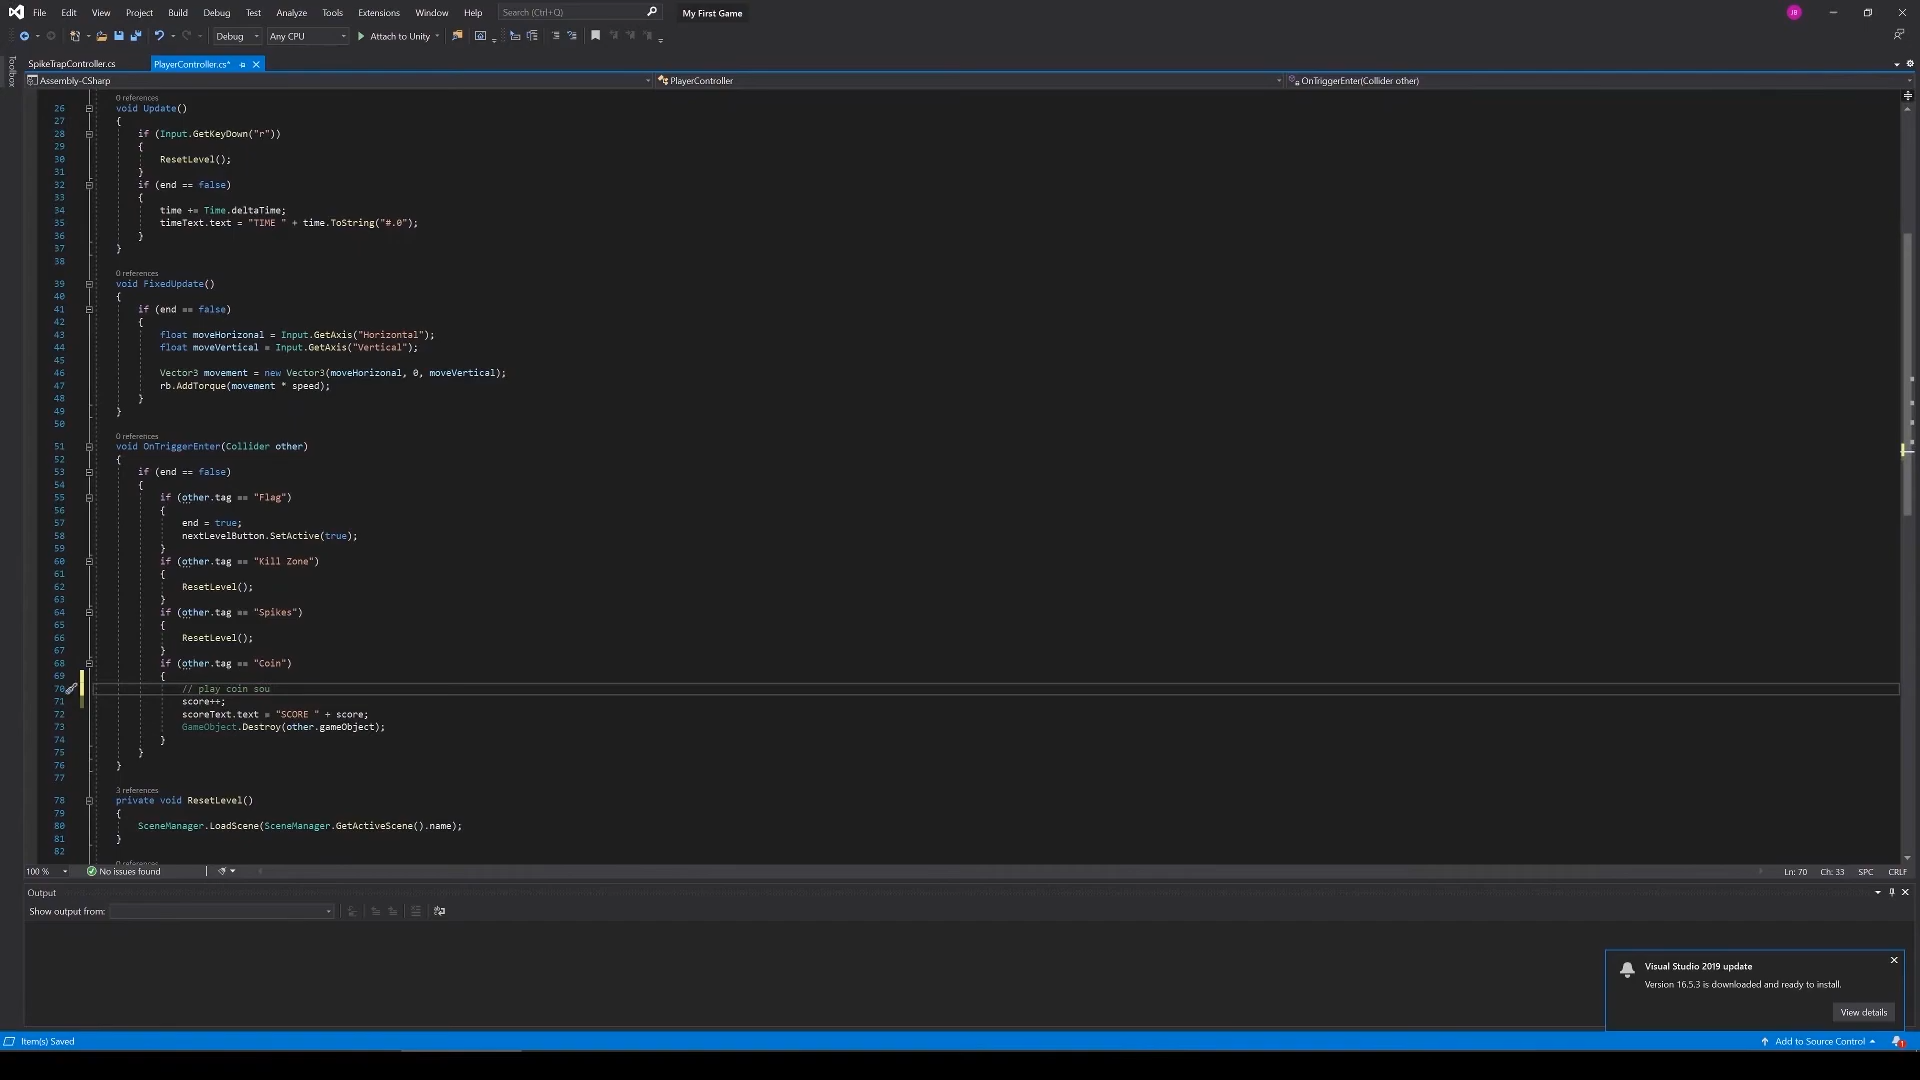 File Edit View Project Build Debug Test Analyze Tools Extensions Window Help Search (Ctrl+Q) My First Game JB
Debug Any CPU Attach to Unity
Toolbox
SpikeTrapController.cs PlayerController.cs*
Assembly-CSharp PlayerController OnTriggerEnter(Collider other)
0 references
26 void Update()
27 {
28 if (Input.GetKeyDown("r"))
29 {
30 ResetLevel();
31 }
32 if (end == false)
33 {
34 time += Time.deltaTime;
35 timeText.text = "TIME " + time.ToString("#.0");
36 }
37 }
38
0 references
39 void FixedUpdate()
40 {
41 if (end == false)
42 {
43 float moveHorizonal = Input.GetAxis("Horizontal");
44 float moveVertical = Input.GetAxis("Vertical");
45
46 Vector3 movement = new Vector3(moveHorizonal, 0, moveVertical);
47 rb.AddTorque(movement * speed);
48 }
49 }
50
0 references
51 void OnTriggerEnter(Collider other)
52 {
53 if (end == false)
54 {
55 if (other.tag == "Flag")
56 {
57 end = true;
58 nextLevelButton.SetActive(true);
59 }
60 if (other.tag == "Kill Zone")
61 {
62 ResetLevel();
63 }
64 if (other.tag == "Spikes")
65 {
66 ResetLevel();
67 }
68 if (other.tag == "Coin")
69 {
70 // play coin sou
71 score++;
72 scoreText.text = "SCORE " + score;
73 GameObject.Destroy(other.gameObject);
74 }
75 }
76 }
77
3 references
78 private void ResetLevel()
79 {
80 SceneManager.LoadScene(SceneManager.GetActiveScene().name);
81 }
82
0 references
100 % No issues found Ln: 70 Ch: 33 SPC CRLF
Output
Show output from:
Visual Studio 2019 update
Version 16.5.3 is downloaded and ready to install.
View details
Item(s) Saved Add to Source Control 1